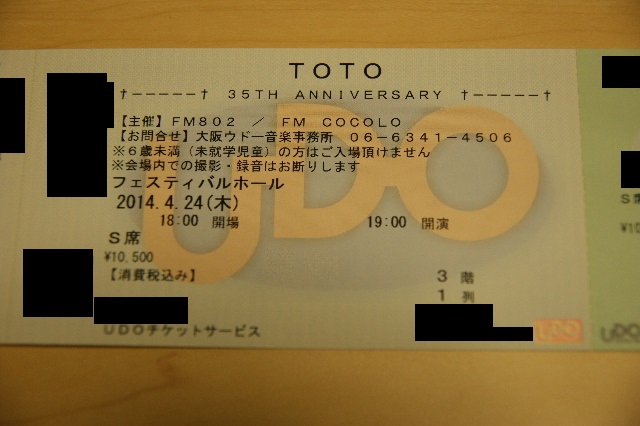 TOTO
†-----† 35TH ANNIVERSARY †-----†
【主催】FM802 / FM COCOLO
【お問合せ】大阪ウドー音楽事務所 06-6341-4506
※6歳未満(未就学児童)の方はご入場頂けません
※会場内での撮影・録音はお断りします
フェスティバルホール
2014.4.24(木)
18:00 開場 19:00 開演
S席
¥10,500
【消費税込み】
3 階
1 列
UDOチケットサービス
UDO
UDO
S席
¥10
UDO